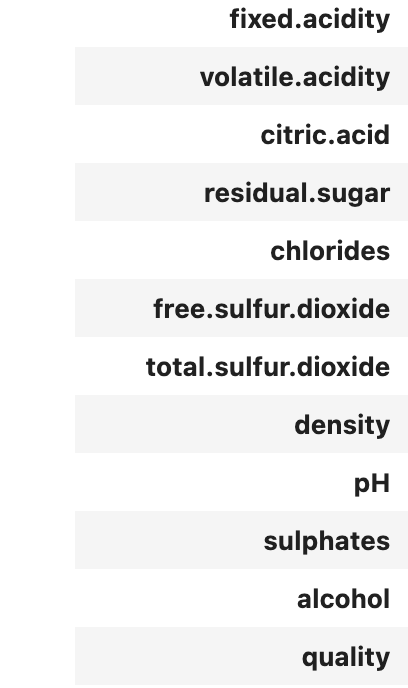 fixed.acidity
volatile.acidity
citric.acid
residual.sugar
chlorides
free.sulfur.dioxide
total.sulfur.dioxide
density
pH
sulphates
alcohol
quality